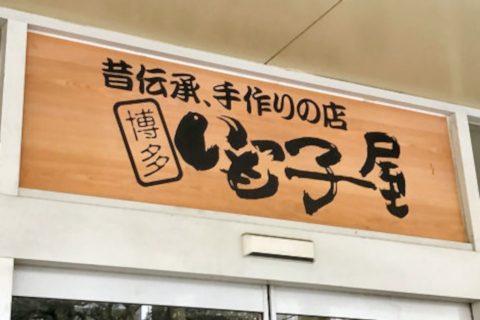 昔伝承、手作りの店
博多
いも子屋